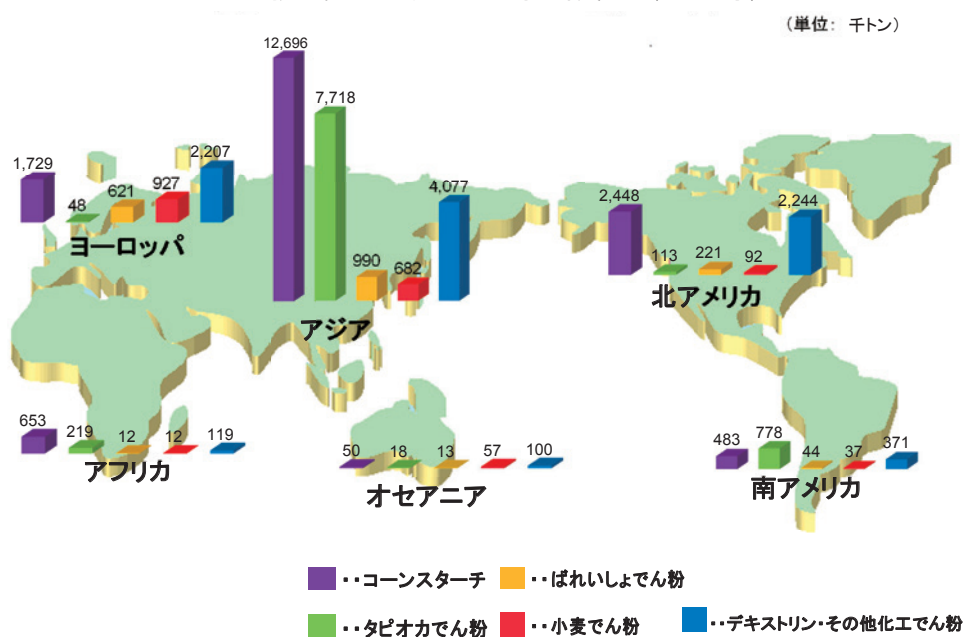 (単位: 千トン)
12,696
7,718
990
682
4,077
アジア
1,729
48
621
927
2,207
ヨーロッパ
2,448
113
221
92
2,244
北アメリカ
653
219
12
12
119
アフリカ
50
18
13
57
100
オセアニア
483
778
44
37
371
南アメリカ
・・コーンスターチ
・・ばれいしょでん粉
・・タピオカでん粉
・・小麦でん粉
・・デキストリン・その他化工でん粉